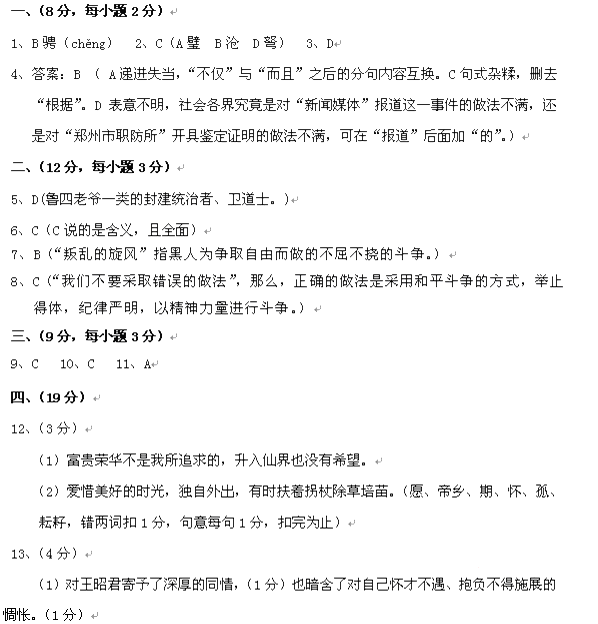 一、（8分，每小题2分）
1、B骋（chěng） 2、C（A璧 B沧 D弩） 3、D
4、答案：B （ A递进失当，“不仅”与“而且”之后的分句内容互换。C句式杂糅，删去
“根据”。D 表意不明，社会各界究竟是对“新闻媒体”报道这一事件的做法不满，还
是对“郑州市职防所”开具鉴定证明的做法不满，可在“报道”后面加“的”。）
二、（12分，每小题3分）
5、D(鲁四老爷一类的封建统治者、卫道士。)
6、C（C说的是含义，且全面）
7、B（“叛乱的旋风”指黑人为争取自由而做的不屈不挠的斗争。）
8、C（“我们不要采取错误的做法”，那么，正确的做法是采用和平斗争的方式，举止
得体，纪律严明，以精神力量进行斗争。）
三、（9分，每小题3分）
9、C 10、C 11、A
四、（19分）
12、（3分）
（1）富贵荣华不是我所追求的，升入仙界也没有希望。
（2）爱惜美好的时光，独自外出，有时扶着拐杖除草培苗。（愿、帝乡、期、怀、孤、
耘耔，错两词扣1分，句意每句1分，扣完为止）
13、（4分）
（1）对王昭君寄予了深厚的同情，（1分）也暗含了对自己怀才不遇、抱负不得施展的
惆怅。（1分）